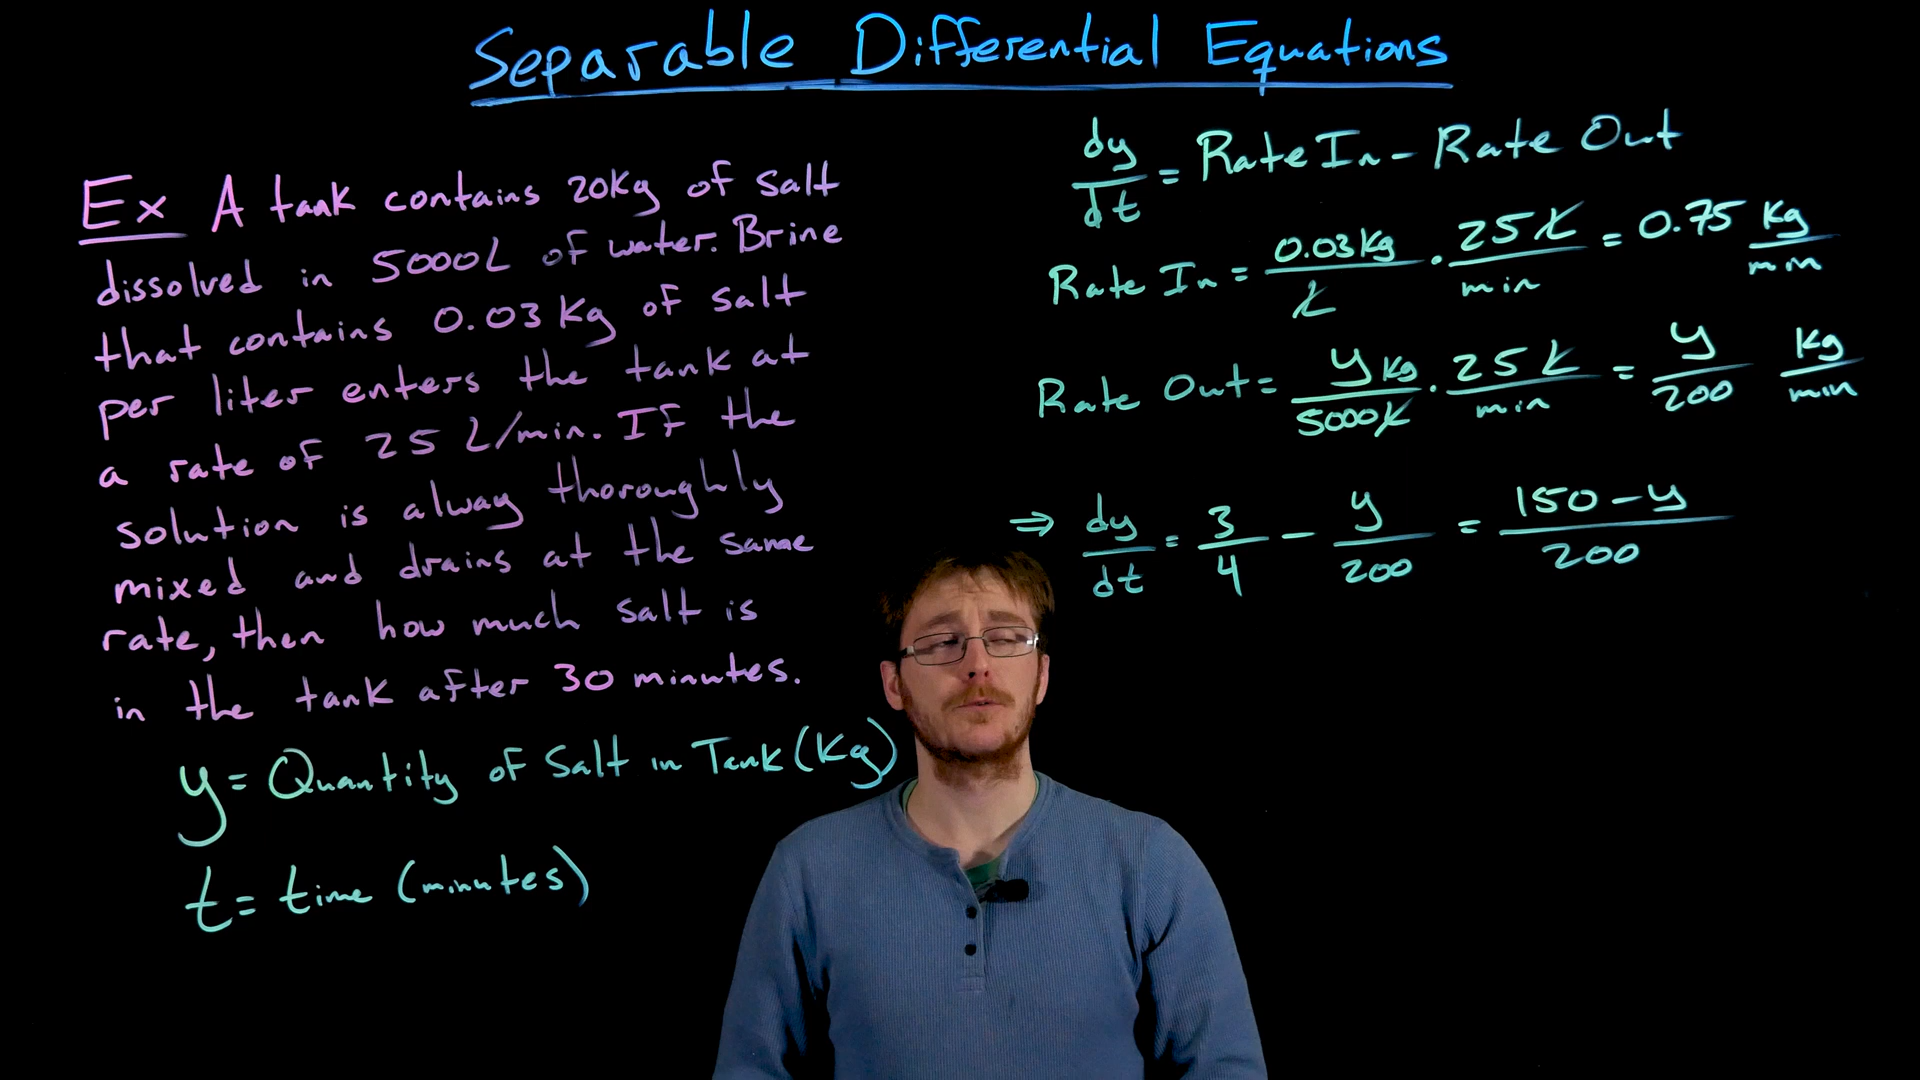 Separable Differential Equations
Ex A tank contains 20Kg of salt
dissolved in 5000L of water. Brine
that contains 0.03 Kg of salt
per liter enters the tank at
a rate of 25 L/min. If the
solution is alway thoroughly
mixed and drains at the same
rate, then how much salt is
in the tank after 30 minutes.
y = Quantity of Salt in Tank (Kg)
t = time (minutes)
dy/dt = Rate In - Rate Out
Rate In = 0.03Kg/L · 25 L/min = 0.75 Kg/min
Rate Out = y Kg/5000L · 25 L/min = y/200 Kg/min
⇒ dy/dt = 3/4 - y/200 = 150 - y/200